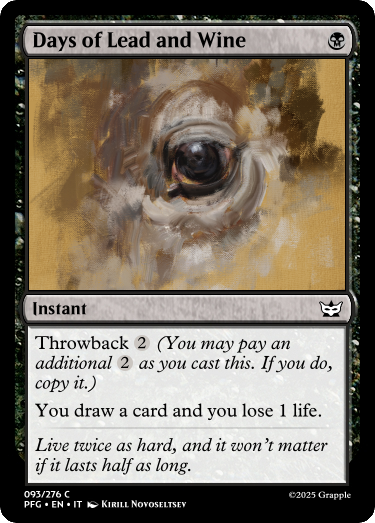 Days of Lead and Wine
Instant
Throwback 2 (You may pay an
additional 2 as you cast this. If you do,
copy it.)
You draw a card and you lose 1 life.
Live twice as hard, and it won't matter
if it lasts half as long.
093/276 C
PFG • EN • IT Kirill Novoseltsev
©2025 Grapple